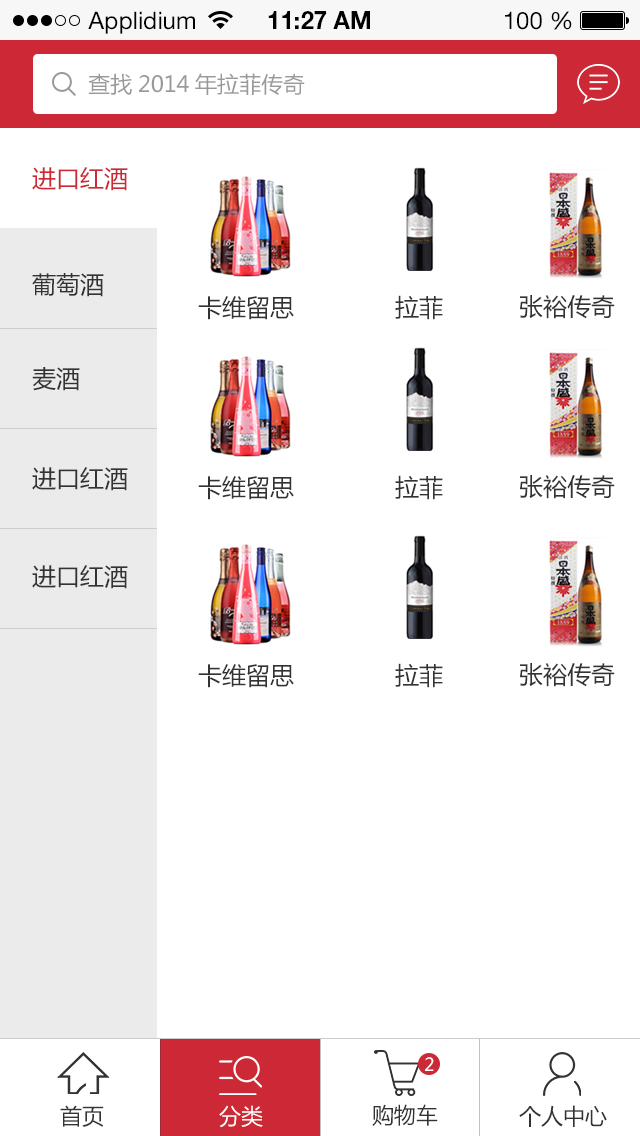 Applidium 11:27 AM 100 %
查找 2014 年拉菲传奇
进口红酒
葡萄酒
麦酒
进口红酒
进口红酒
卡维留思 拉菲 张裕传奇
卡维留思 拉菲 张裕传奇
卡维留思 拉菲 张裕传奇
首页 分类 购物车 2 个人中心